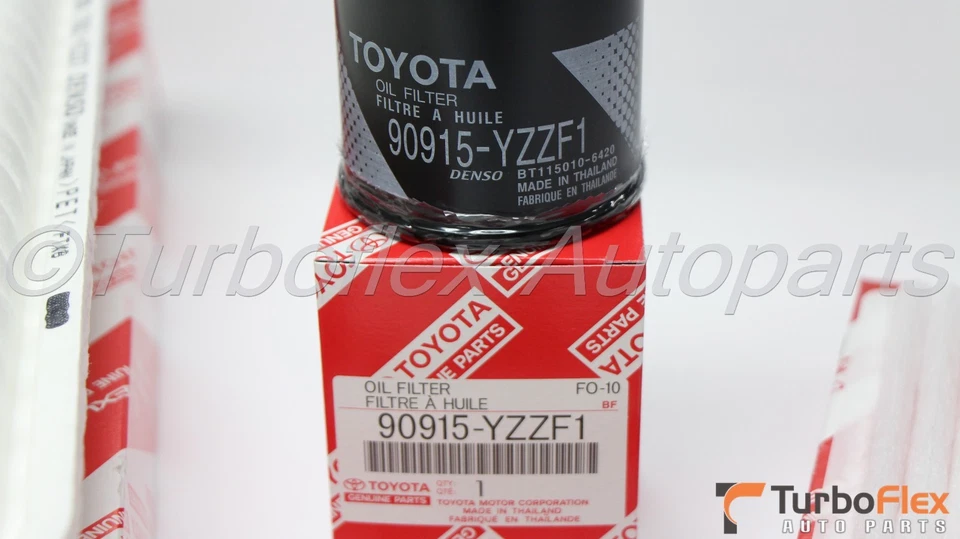 TOYOTA
OIL FILTER
FILTRE A HUILE
90915-YZZF1
DENSO
BT115010-6420
MADE IN THAILAND
FABRIQUE EN THAILANDE
©Turboflex Autoparts
TOYOTA
GENUINE PARTS
OIL FILTER FO-10
FILTRE À HUILE BF
90915-YZZF1
TOYOTA QTY: 1
GENUINE PARTS QTÉ:
TOYOTA MOTOR CORPORATION
MADE IN THAILAND
FABRIQUE EN THAILANDE
TURBOFLEX
AUTO PARTS